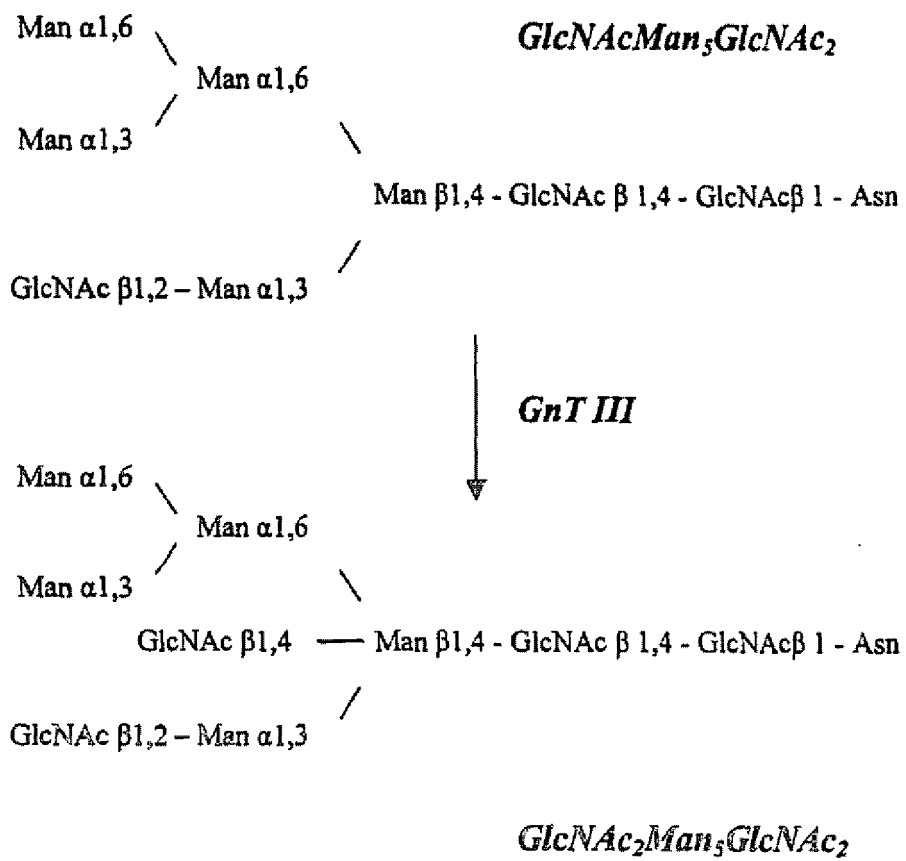 Man α1,6
GlcNAcMan₅GlcNAc₂
Man α1,6
Man α1,3
Man β1,4 - GlcNAc β 1,4 - GlcNAcβ 1 - Asn
GlcNAc β1,2 – Man α1,3
GnT III
Man α1,6
Man α1,6
Man α1,3
GlcNAc β1,4 — Man β1,4 - GlcNAc β 1,4 - GlcNAcβ 1 - Asn
GlcNAc β1,2 – Man α1,3
GlcNAc₂Man₅GlcNAc₂